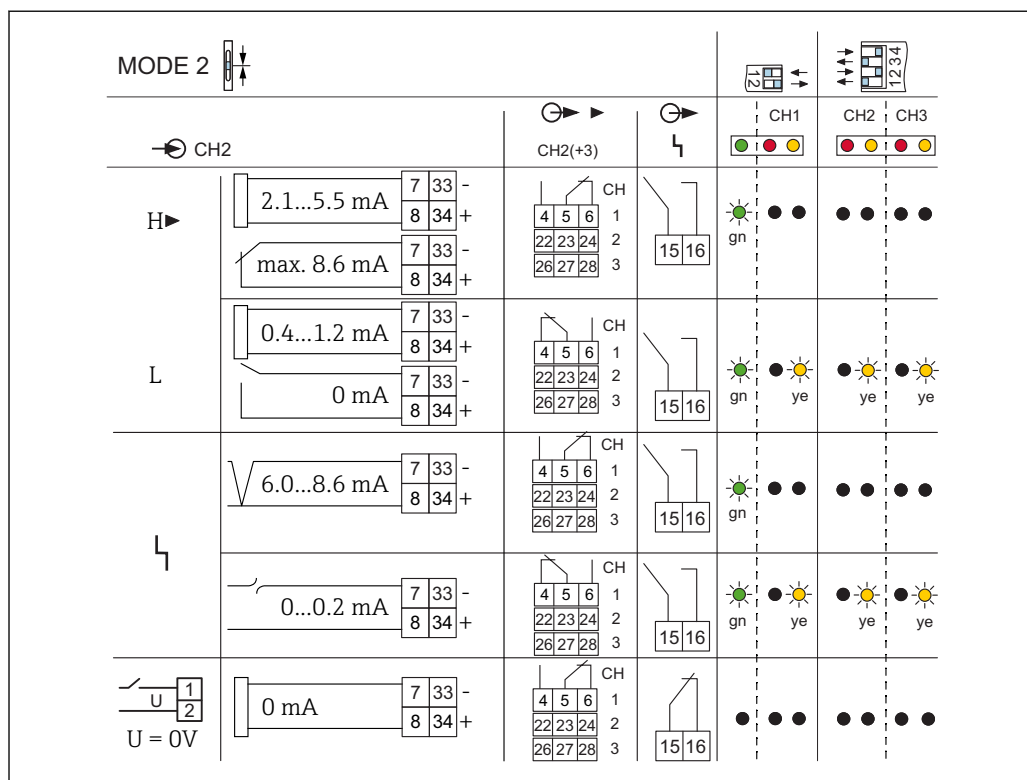 MODE 2
12
1234
CH1 CH2 CH3
CH2 CH2(+3)
H
2.1...5.5 mA 7 33 - CH
8 34 + 4 5 6 1
22 23 24 2
max. 8.6 mA 7 33 - 26 27 28 3 15 16 gn
8 34 +
L
0.4...1.2 mA 7 33 - CH
8 34 + 4 5 6 1
0 mA 7 33 - 22 23 24 2
8 34 + 26 27 28 3 15 16 gn ye ye ye
6.0...8.6 mA 7 33 - CH
8 34 + 4 5 6 1
22 23 24 2
26 27 28 3 15 16 gn
0...0.2 mA 7 33 - CH
8 34 + 4 5 6 1
22 23 24 2
26 27 28 3 15 16 gn ye ye ye
U 1
2
U = 0V
0 mA 7 33 - CH
8 34 + 4 5 6 1
22 23 24 2
26 27 28 3 15 16